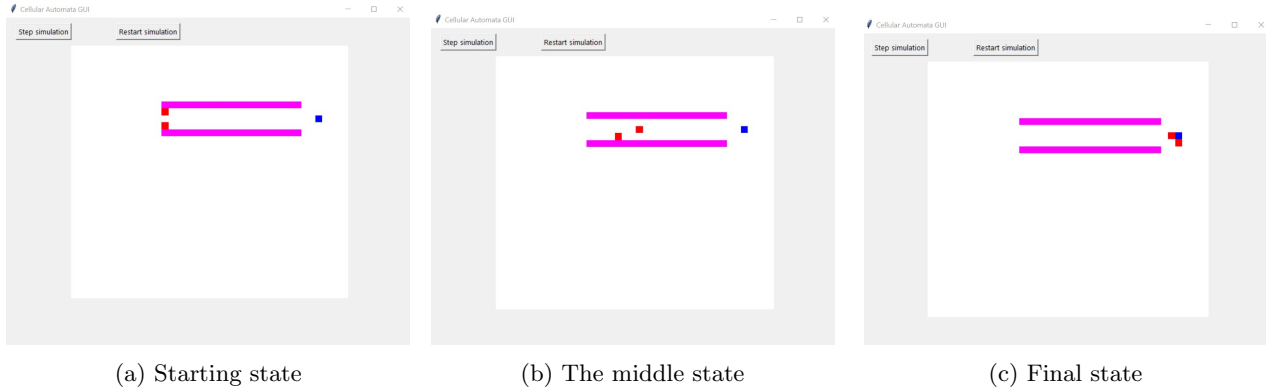 Cellular Automata GUI
Step simulation Restart simulation
(a) Starting state
Cellular Automata GUI
Step simulation Restart simulation
(b) The middle state
Cellular Automata GUI
Step simulation Restart simulation
(c) Final state